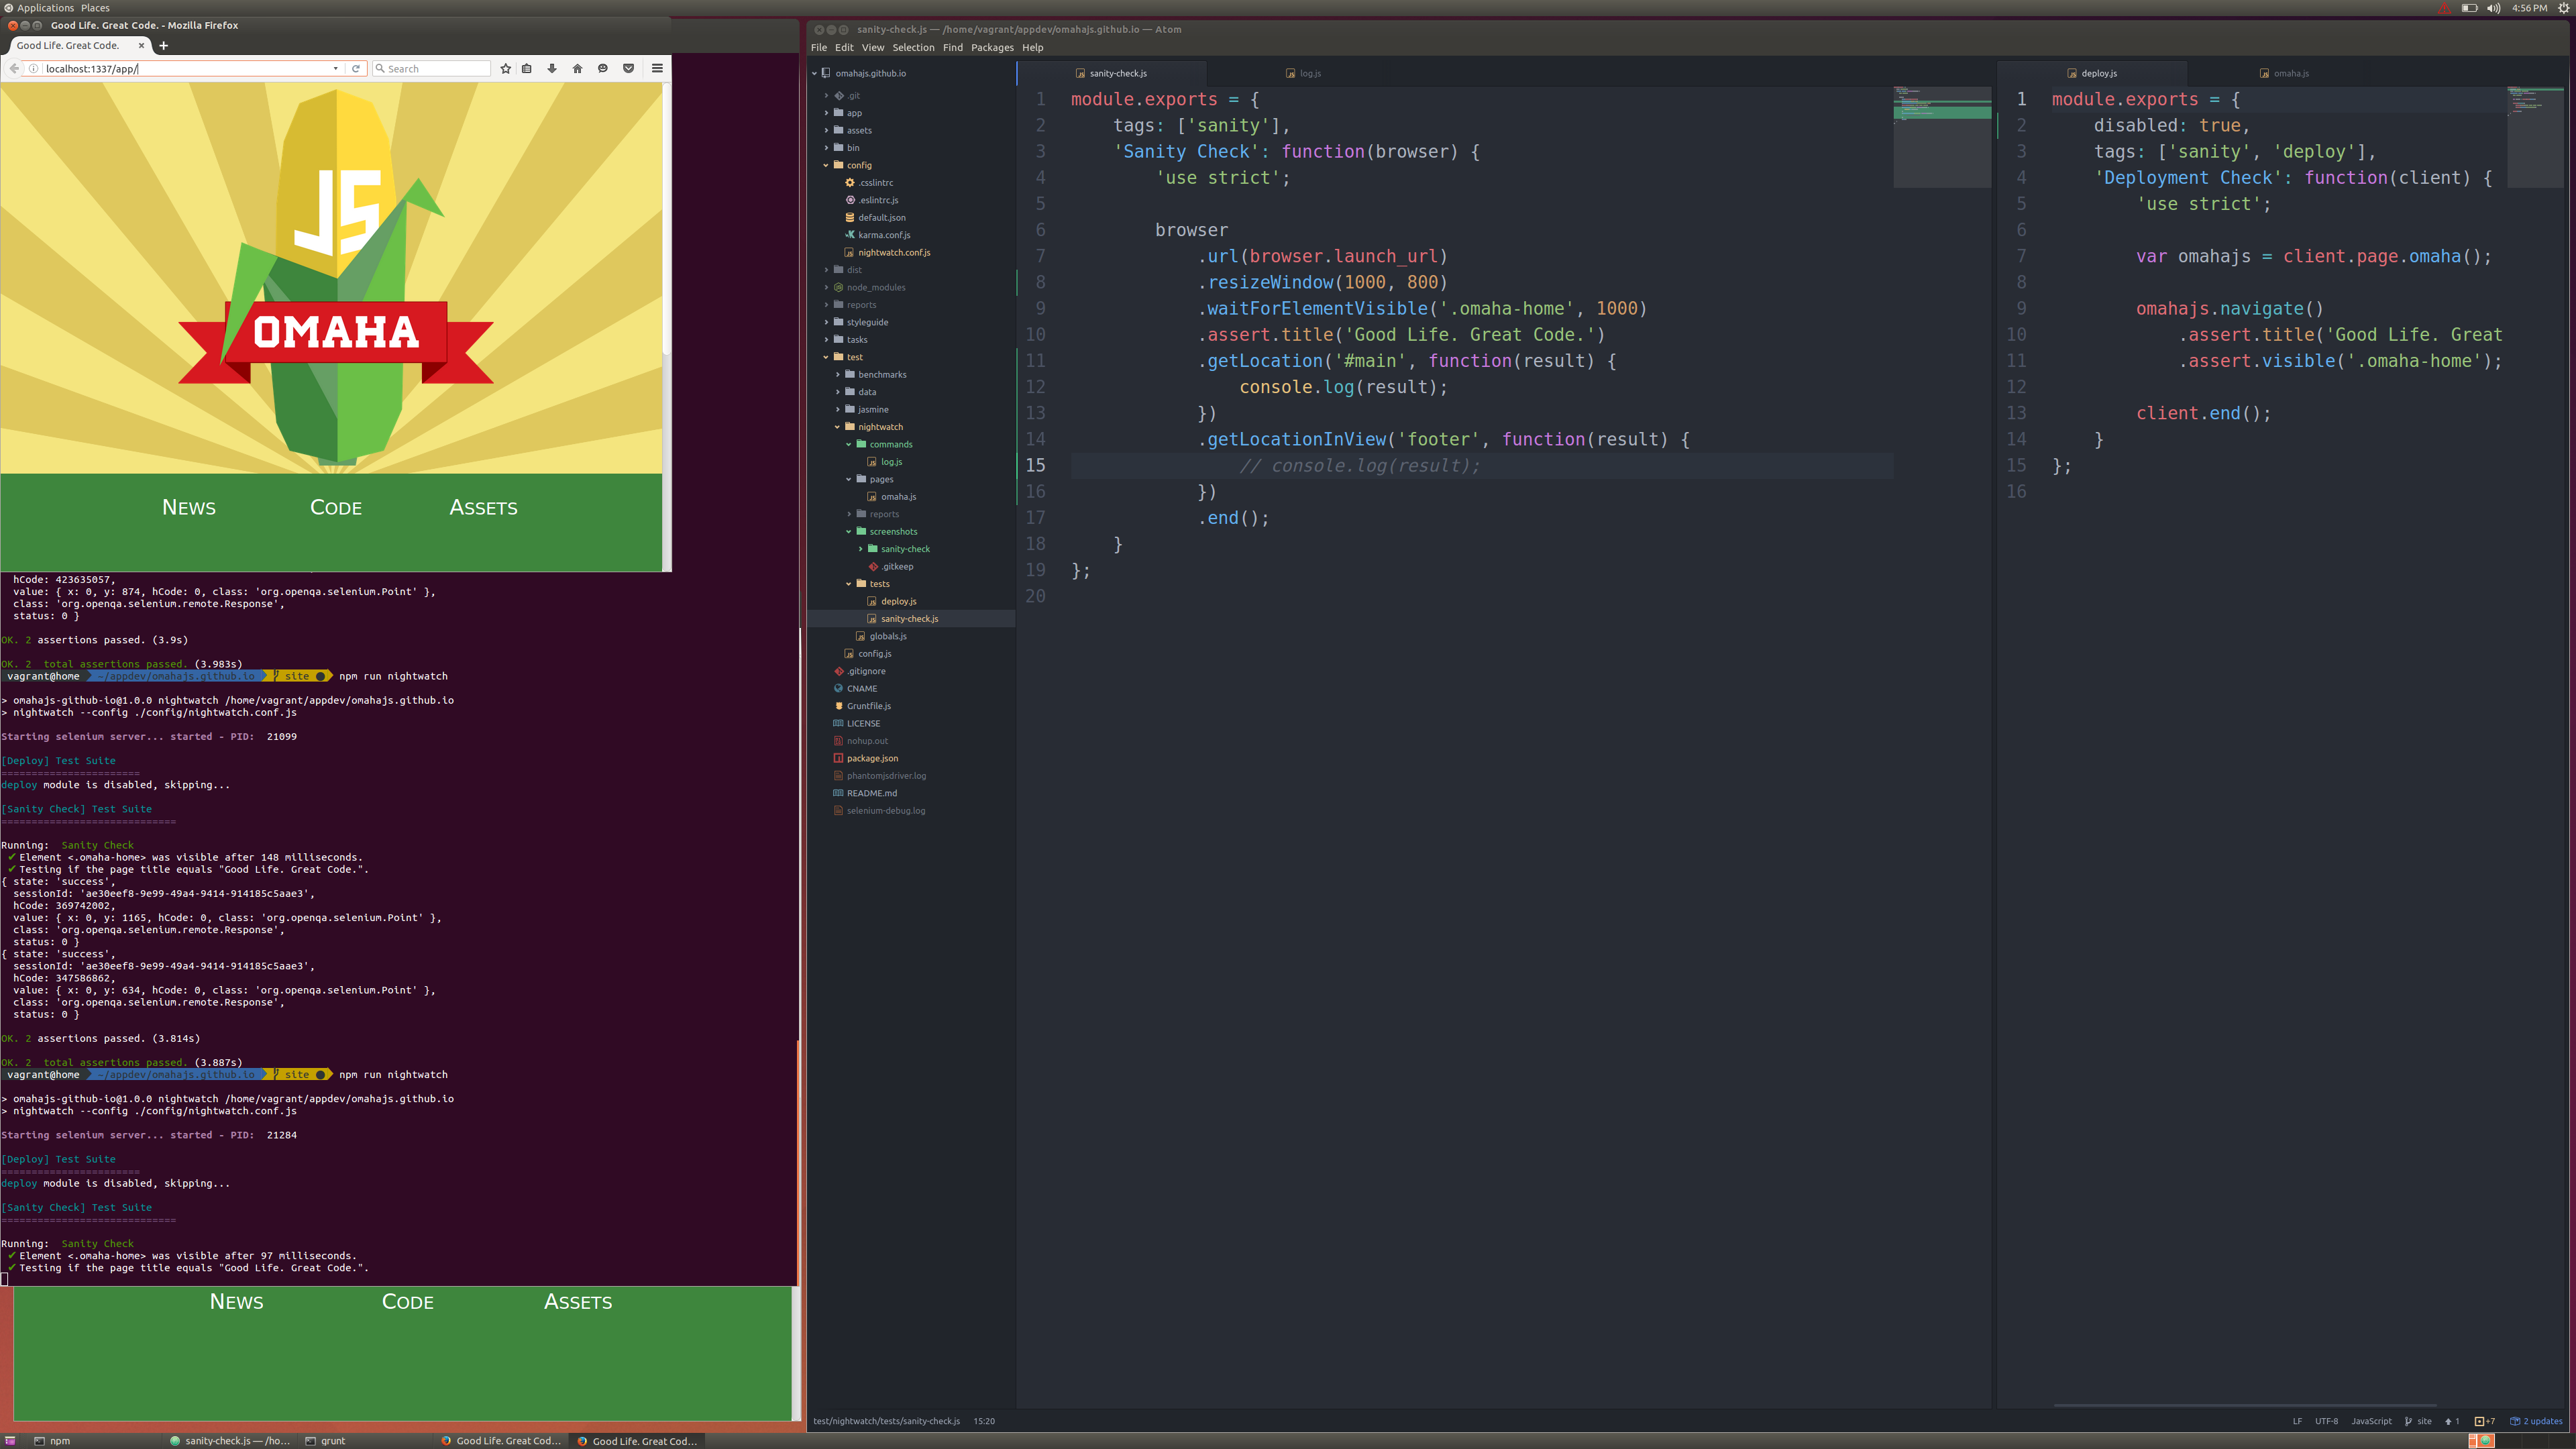 Applications Places
4:56 PM
Good Life. Great Code. - Mozilla Firefox
Good Life. Great Code.
localhost:1337/app/
Search
JS
OMAHA
NEWS CODE ASSETS
hCode: 423635057,
value: { x: 0, y: 874, hCode: 0, class: 'org.openqa.selenium.Point' },
class: 'org.openqa.selenium.remote.Response',
status: 0 }
OK. 2 assertions passed. (3.9s)
OK. 2 total assertions passed. (3.983s)
vagrant@home ~/appdev/omahajs.github.io site npm run nightwatch
> omahajs-github-io@1.0.0 nightwatch /home/vagrant/appdev/omahajs.github.io
> nightwatch --config ./config/nightwatch.conf.js
Starting selenium server... started - PID: 21099
[Deploy] Test Suite
=======================
deploy module is disabled, skipping...
[Sanity Check] Test Suite
=============================
Running: Sanity Check
✔ Element <.omaha-home> was visible after 148 milliseconds.
✔ Testing if the page title equals "Good Life. Great Code.".
{ state: 'success',
sessionId: 'ae30eef8-9e99-49a4-9414-914185c5aae3',
hCode: 369742002,
value: { x: 0, y: 1165, hCode: 0, class: 'org.openqa.selenium.Point' },
class: 'org.openqa.selenium.remote.Response',
status: 0 }
{ state: 'success',
sessionId: 'ae30eef8-9e99-49a4-9414-914185c5aae3',
hCode: 347586862,
value: { x: 0, y: 634, hCode: 0, class: 'org.openqa.selenium.Point' },
class: 'org.openqa.selenium.remote.Response',
status: 0 }
OK. 2 assertions passed. (3.814s)
OK. 2 total assertions passed. (3.887s)
vagrant@home ~/appdev/omahajs.github.io site npm run nightwatch
> omahajs-github-io@1.0.0 nightwatch /home/vagrant/appdev/omahajs.github.io
> nightwatch --config ./config/nightwatch.conf.js
Starting selenium server... started - PID: 21284
[Deploy] Test Suite
=======================
deploy module is disabled, skipping...
[Sanity Check] Test Suite
=============================
Running: Sanity Check
✔ Element <.omaha-home> was visible after 97 milliseconds.
✔ Testing if the page title equals "Good Life. Great Code.".
NEWS CODE ASSETS
sanity-check.js — /home/vagrant/appdev/omahajs.github.io — Atom
File Edit View Selection Find Packages Help
omahajs.github.io
.git
app
assets
bin
config
.csslintrc
.eslintrc.js
default.json
karma.conf.js
nightwatch.conf.js
dist
node_modules
reports
styleguide
tasks
test
benchmarks
data
jasmine
nightwatch
commands
log.js
pages
omaha.js
reports
screenshots
sanity-check
.gitkeep
tests
deploy.js
sanity-check.js
globals.js
config.js
.gitignore
CNAME
Gruntfile.js
LICENSE
nohup.out
package.json
phantomjsdriver.log
README.md
selenium-debug.log
sanity-check.js log.js
1 module.exports = {
2 tags: ['sanity'],
3 'Sanity Check': function(browser) {
4 'use strict';
5
6 browser
7 .url(browser.launch_url)
8 .resizeWindow(1000, 800)
9 .waitForElementVisible('.omaha-home', 1000)
10 .assert.title('Good Life. Great Code.')
11 .getLocation('#main', function(result) {
12 console.log(result);
13 })
14 .getLocationInView('footer', function(result) {
15 // console.log(result);
16 })
17 .end();
18 }
19 };
20
deploy.js omaha.js
1 module.exports = {
2 disabled: true,
3 tags: ['sanity', 'deploy'],
4 'Deployment Check': function(client) {
5 'use strict';
6
7 var omahajs = client.page.omaha();
8
9 omahajs.navigate()
10 .assert.title('Good Life. Great
11 .assert.visible('.omaha-home');
12
13 client.end();
14 }
15 };
16
test/nightwatch/tests/sanity-check.js 15:20
LF UTF-8 JavaScript site 1 +7 2 updates
npm
sanity-check.js — /ho...
grunt
Good Life. Great Cod...
Good Life. Great Cod...